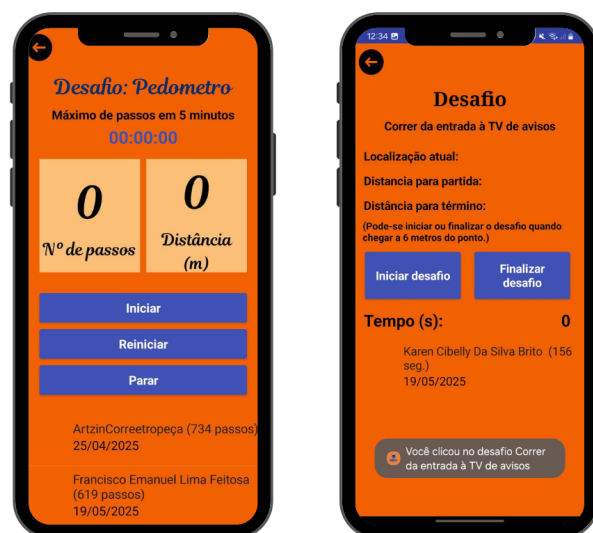 Desafio: Pedometro
Máximo de passos em 5 minutos
00:00:00
0
Nº de passos
0
Distância
(m)
Iniciar
Reiniciar
Parar
ArtzinCorreetropeça (734 passos)
25/04/2025
Francisco Emanuel Lima Feitosa
(619 passos)
19/05/2025
12:34
Desafio
Correr da entrada à TV de avisos
Localização atual:
Distancia para partida:
Distância para término:
(Pode-se iniciar ou finalizar o desafio quando
chegar a 6 metros do ponto.)
Iniciar desafio
Finalizar
desafio
Tempo (s):
0
Karen Cibelly Da Silva Brito (156
seg.)
19/05/2025
Você clicou no desafio Correr
da entrada à TV de avisos